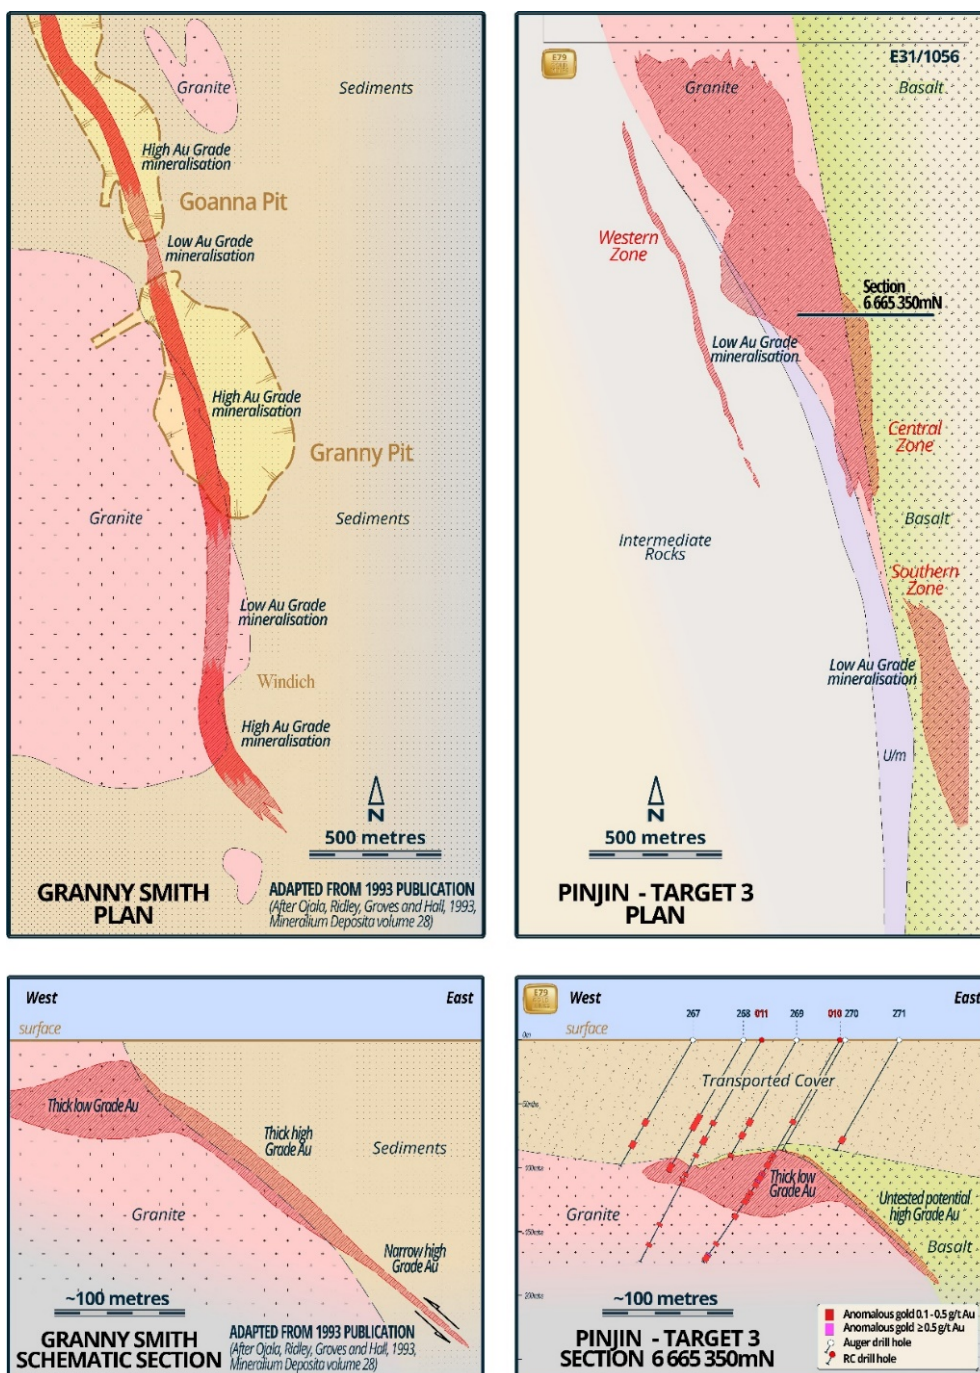 Granite
Sediments
High Au Grade
mineralisation
Goanna Pit
Low Au Grade
mineralisation
High Au Grade
mineralisation
Granny Pit
Granite
Sediments
Low Au Grade
mineralisation
Windich
High Au Grade
mineralisation
N
500 metres
GRANNY SMITH
PLAN
ADAPTED FROM 1993 PUBLICATION
(After Ojala, Ridley, Groves and Hall, 1993,
Mineralium Deposita volume 28)
E79
E31/1056
Granite
Basalt
Western
Zone
Section
6 665 350mN
Low Au Grade
mineralisation
Central
Zone
Basalt
Intermediate
Rocks
Southern
Zone
Low Au Grade
mineralisation
U/m
N
500 metres
PINJIN - TARGET 3
PLAN
West
East
surface
Thick low Grade Au
Thick high
Grade Au
Sediments
Granite
Narrow high
Grade Au
~100 metres
GRANNY SMITH
SCHEMATIC SECTION
ADAPTED FROM 1993 PUBLICATION
(After Ojala, Ridley, Groves and Hall, 1993,
Mineralium Deposita volume 28)
E79
West
East
267 268 011 269 010 270 271
0m
surface
Transported Cover
Thick low
Grade Au
Granite
Untested potential
high Grade Au
Basalt
~100 metres
PINJIN - TARGET 3
SECTION 6 665 350mN
Anomalous gold 0.1 - 0.5 g/t Au
Anomalous gold ≥ 0.5 g/t Au
Auger drill hole
RC drill hole